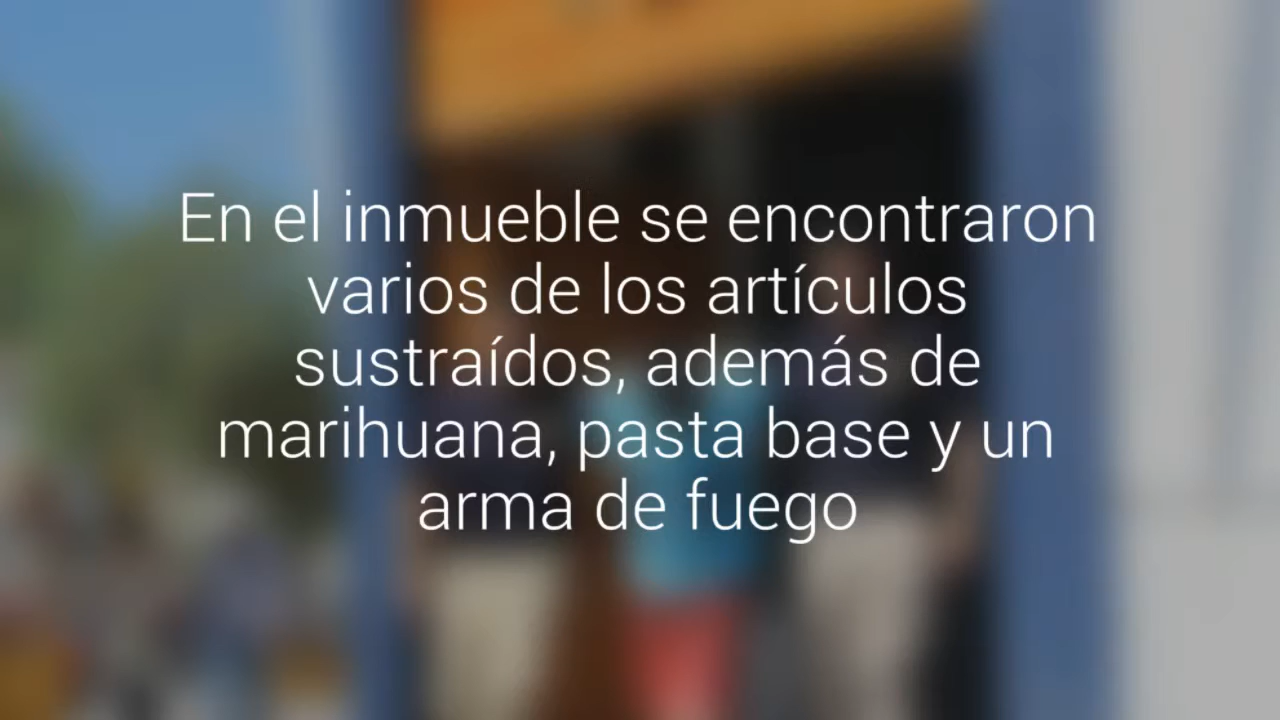 En el inmueble se encontraron
varios de los artículos
sustraídos, además de
marihuana, pasta base y un
arma de fuego